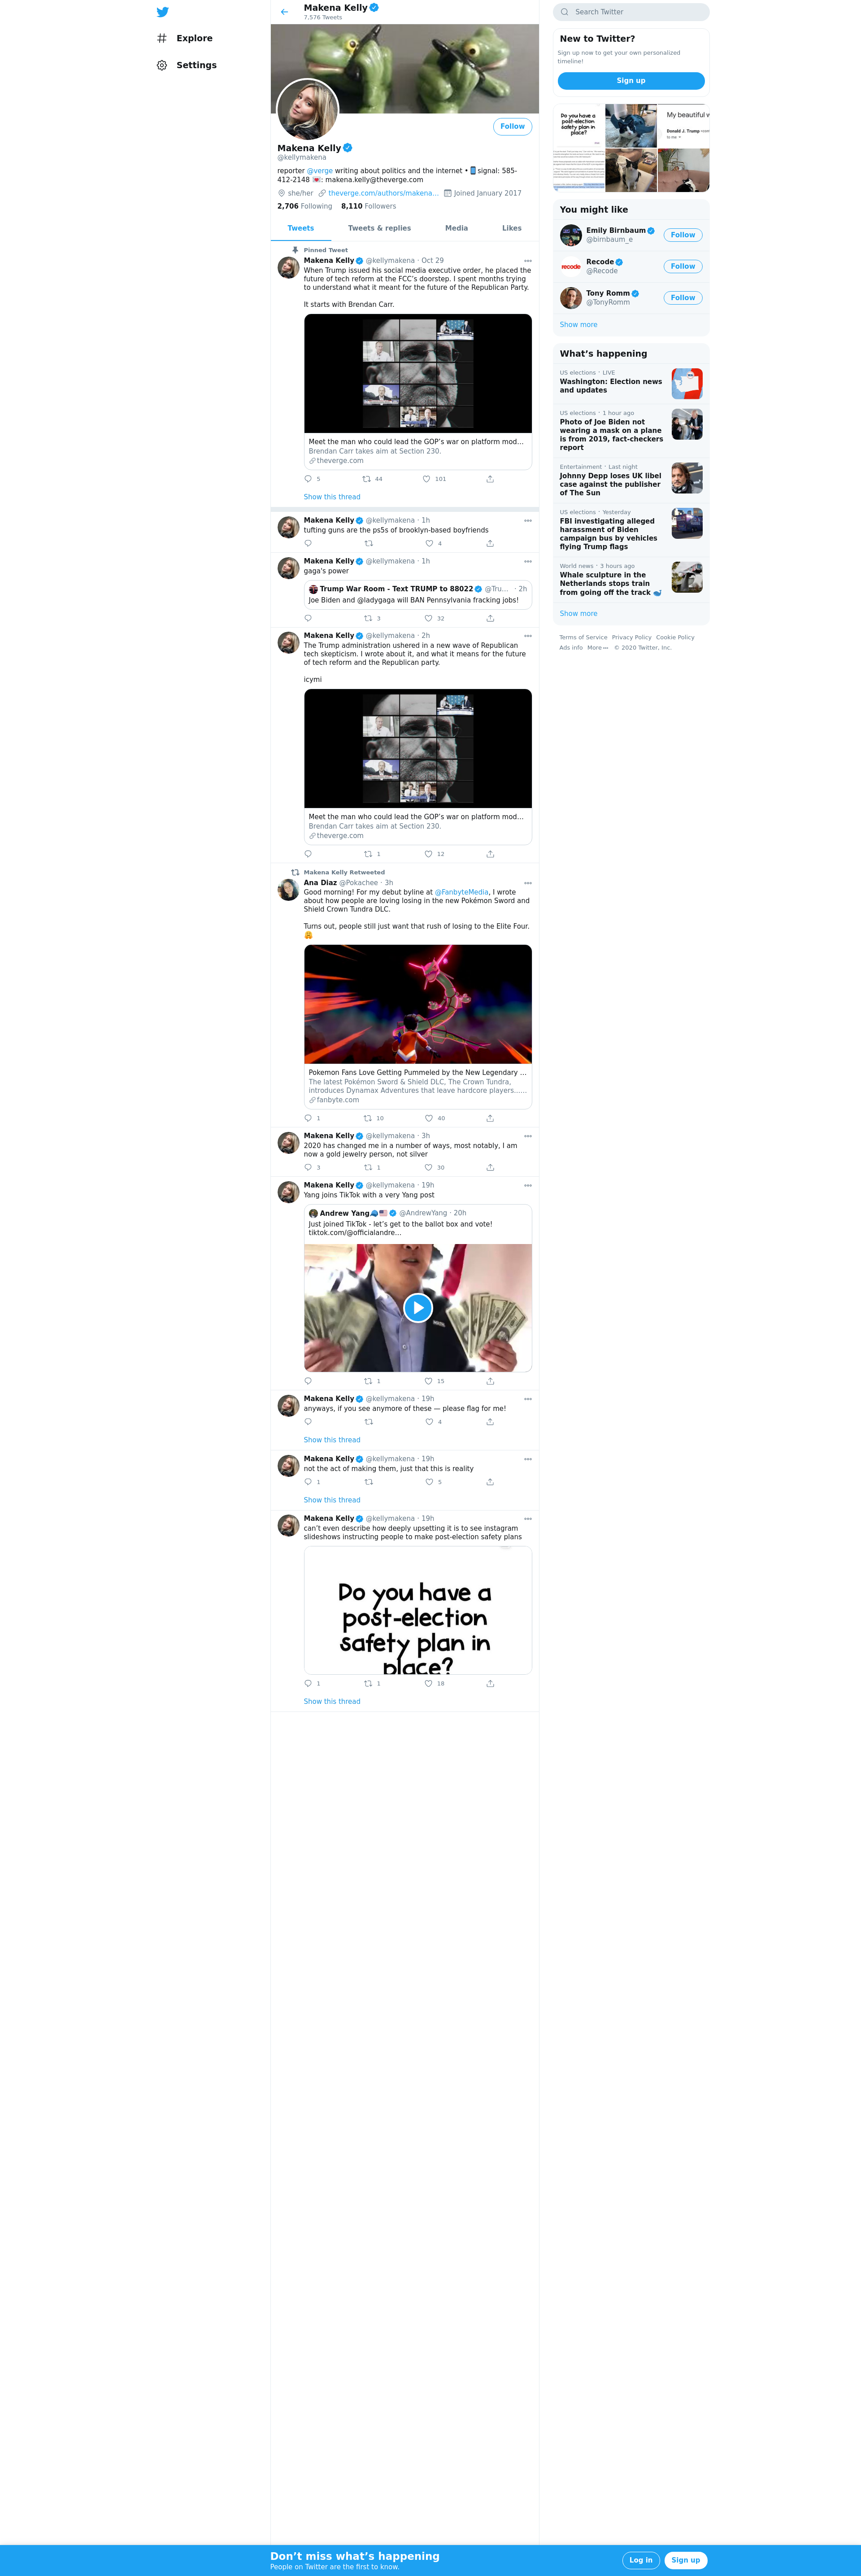 Explore
Settings
Makena Kelly
7,576 Tweets
Follow
Makena Kelly
@kellymakena
reporter @verge writing about politics and the internet • 📱signal: 585-
412-2148 💌: makena.kelly@theverge.com
she/her theverge.com/authors/makena… Joined January 2017
2,706 Following 8,110 Followers
Tweets Tweets & replies Media Likes
Pinned Tweet
Makena Kelly @kellymakena · Oct 29
When Trump issued his social media executive order, he placed the
future of tech reform at the FCC’s doorstep. I spent months trying
to understand what it meant for the future of the Republican Party.
It starts with Brendan Carr.
Meet the man who could lead the GOP’s war on platform mod…
Brendan Carr takes aim at Section 230.
theverge.com
5 44 101
Show this thread
Makena Kelly @kellymakena · 1h
tufting guns are the ps5s of brooklyn-based boyfriends
4
Makena Kelly @kellymakena · 1h
gaga's power
Trump War Room - Text TRUMP to 88022 @Tru… · 2h
Joe Biden and @ladygaga will BAN Pennsylvania fracking jobs!
3 32
Makena Kelly @kellymakena · 2h
The Trump administration ushered in a new wave of Republican
tech skepticism. I wrote about it, and what it means for the future
of tech reform and the Republican party.
icymi
Meet the man who could lead the GOP’s war on platform mod…
Brendan Carr takes aim at Section 230.
theverge.com
1 12
Makena Kelly Retweeted
Ana Diaz @Pokachee · 3h
Good morning! For my debut byline at @FanbyteMedia, I wrote
about how people are loving losing in the new Pokémon Sword and
Shield Crown Tundra DLC.
Turns out, people still just want that rush of losing to the Elite Four.
Pokemon Fans Love Getting Pummeled by the New Legendary …
The latest Pokémon Sword & Shield DLC, The Crown Tundra,
introduces Dynamax Adventures that leave hardcore players……
fanbyte.com
1 10 40
Makena Kelly @kellymakena · 3h
2020 has changed me in a number of ways, most notably, I am
now a gold jewelry person, not silver
3 1 30
Makena Kelly @kellymakena · 19h
Yang joins TikTok with a very Yang post
Andrew Yang🧢🇺🇸 @AndrewYang · 20h
Just joined TikTok - let’s get to the ballot box and vote!
tiktok.com/@officialandre…
1 15
Makena Kelly @kellymakena · 19h
anyways, if you see anymore of these — please flag for me!
4
Show this thread
Makena Kelly @kellymakena · 19h
not the act of making them, just that this is reality
1 5
Show this thread
Makena Kelly @kellymakena · 19h
can’t even describe how deeply upsetting it is to see instagram
slideshows instructing people to make post-election safety plans
Do you have a
post-election
safety plan in
place?
1 1 18
Show this thread
Search Twitter
New to Twitter?
Sign up now to get your own personalized
timeline!
Sign up
Do you have a
post-election
safety plan in
place?
My beautiful w
Donald J. Trump
to me
You might like
Emily Birnbaum
@birnbaum_e
Follow
recode
Recode
@Recode
Follow
Tony Romm
@TonyRomm
Follow
Show more
What’s happening
US elections · LIVE
Washington: Election news
and updates
US elections · 1 hour ago
Photo of Joe Biden not
wearing a mask on a plane
is from 2019, fact-checkers
report
Entertainment · Last night
Johnny Depp loses UK libel
case against the publisher
of The Sun
US elections · Yesterday
FBI investigating alleged
harassment of Biden
campaign bus by vehicles
flying Trump flags
World news · 3 hours ago
Whale sculpture in the
Netherlands stops train
from going off the track 🐋
Show more
Terms of Service Privacy Policy Cookie Policy
Ads info More ··· © 2020 Twitter, Inc.
Don’t miss what’s happening
People on Twitter are the first to know.
Log in Sign up